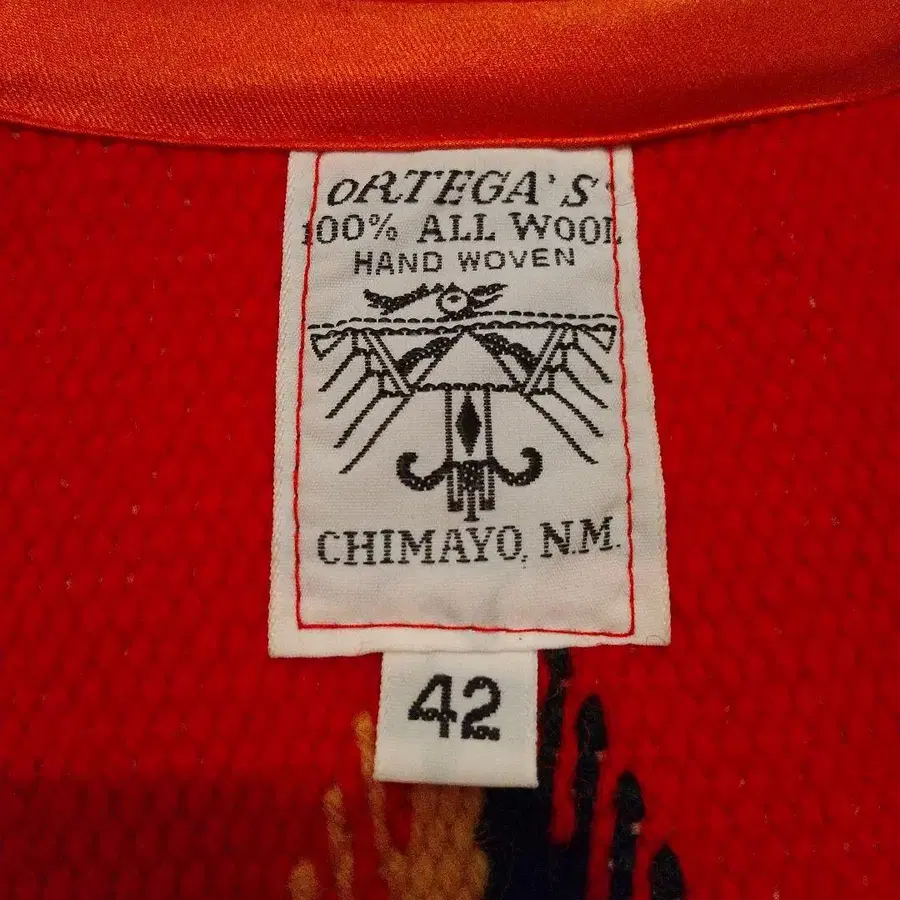 ORTEGA'S
100% ALL WOOL
HAND WOVEN
CHIMAYO, N.M.
42